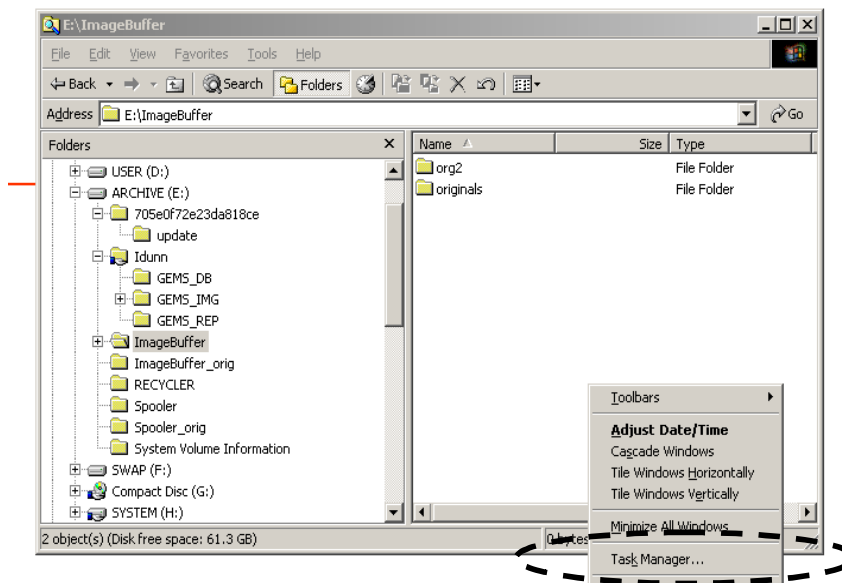 E:\ImageBuffer
File Edit View Favorites Tools Help
Back Search Folders
Address E:\ImageBuffer Go
Folders
USER (D:)
ARCHIVE (E:)
705e0f72e23da818ce
update
Idunn
GEMS_DB
GEMS_IMG
GEMS_REP
ImageBuffer
ImageBuffer_orig
RECYCLER
Spooler
Spooler_orig
System Volume Information
SWAP (F:)
Compact Disc (G:)
SYSTEM (H:)
Name Size Type
org2 File Folder
originals File Folder
Toolbars
Adjust Date/Time
Cascade Windows
Tile Windows Horizontally
Tile Windows Vertically
Minimize All Windows
Task Manager...
2 object(s) (Disk free space: 61.3 GB) 0 bytes